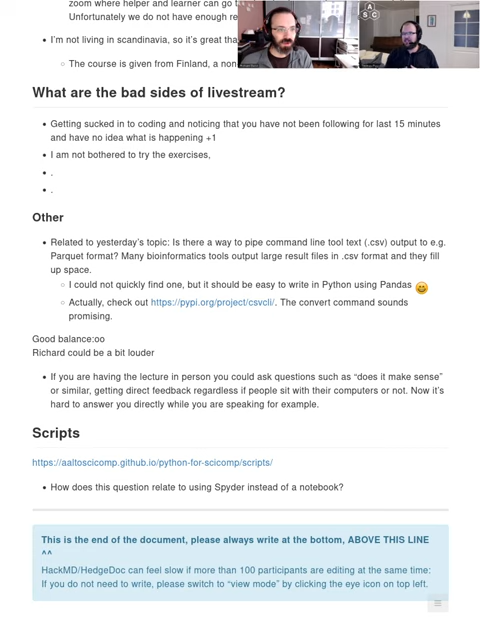 zoom where helper and learner can go t
Unfortunately we do not have enough re
I'm not living in scandinavia, so it's great tha
The course is given from Finland, a non
A
S C
What are the bad sides of livestream?
Getting sucked in to coding and noticing that you have not been following for last 15 minutes
and have no idea what is happening +1
I am not bothered to try the exercises,
.
.
Other
Related to yesterday's topic: Is there a way to pipe command line tool text (.csv) output to e.g.
Parquet format? Many bioinformatics tools output large result files in .csv format and they fill
up space.
I could not quickly find one, but it should be easy to write in Python using Pandas 😄
Actually, check out https://pypi.org/project/csvcli/. The convert command sounds
promising.
Good balance:oo
Richard could be a bit louder
If you are having the lecture in person you could ask questions such as "does it make sense"
or similar, getting direct feedback regardless if people sit with their computers or not. Now it's
hard to answer you directly while you are speaking for example.
Scripts
https://aaltoscicomp.github.io/python-for-scicomp/scripts/
How does this question relate to using Spyder instead of a notebook?
This is the end of the document, please always write at the bottom, ABOVE THIS LINE
^^
HackMD/HedgeDoc can feel slow if more than 100 participants are editing at the same time:
If you do not need to write, please switch to "view mode" by clicking the eye icon on top left.